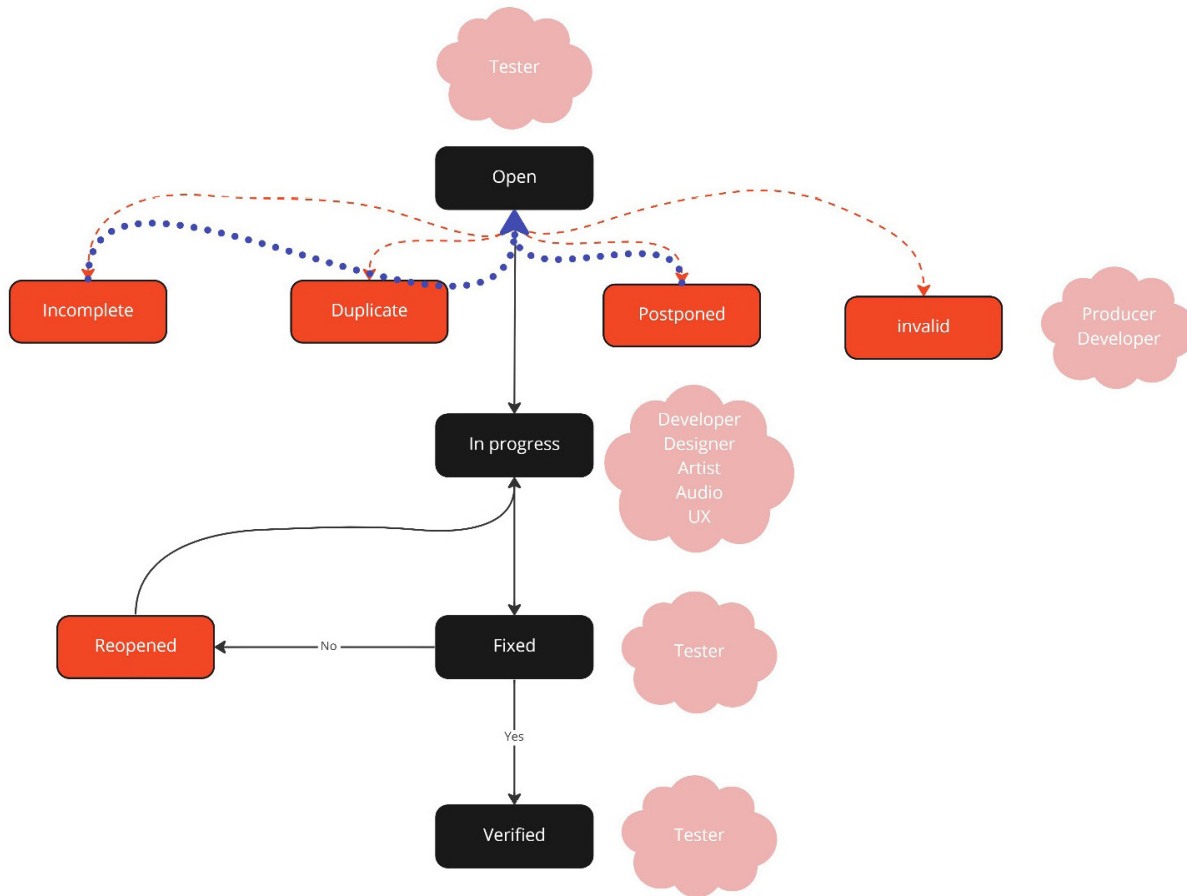 Tester
Open
Incomplete
Duplicate
Postponed
invalid
Producer
Developer
In progress
Developer
Designer
Artist
Audio
UX
Reopened
No
Fixed
Tester
Yes
Verified
Tester